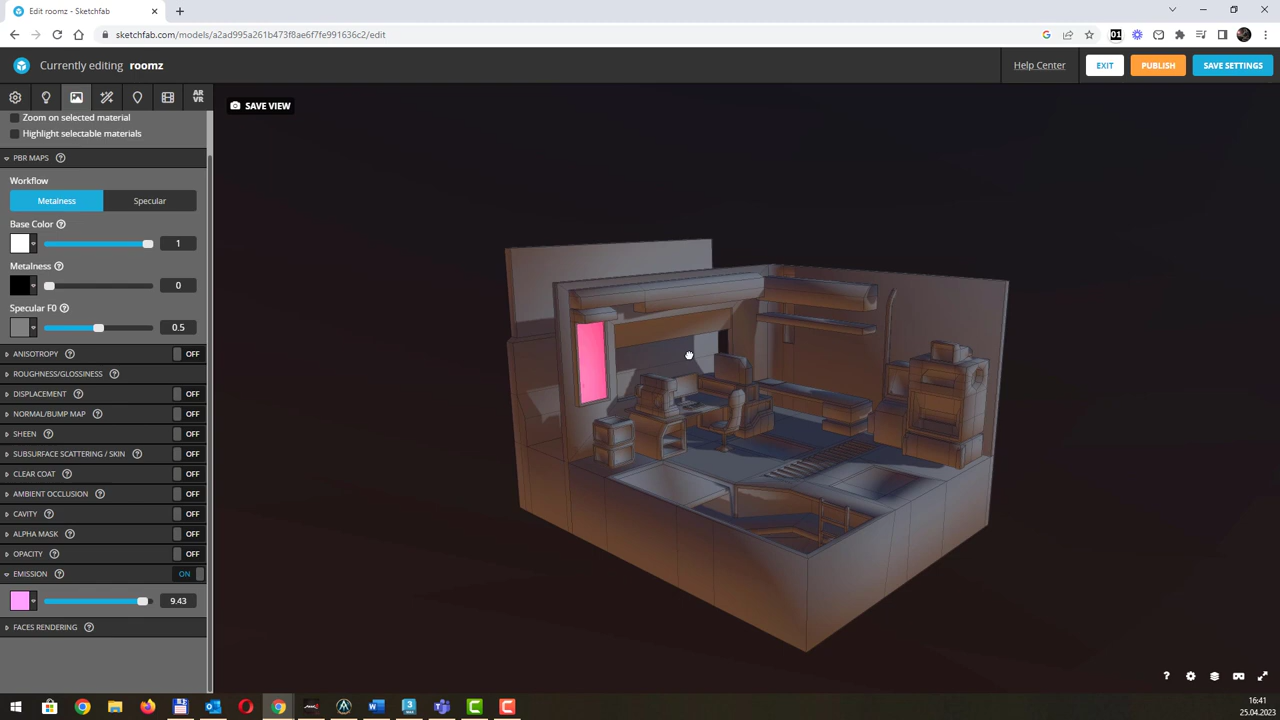 Edit roomz - Sketchfab
sketchfab.com/models/a2ad995a261b473f8ae6f7fe991636c2/edit
Currently editing roomz
Help Center
EXIT
PUBLISH
SAVE SETTINGS
AR
VR
SAVE VIEW
Zoom on selected material
Highlight selectable materials
PBR MAPS
Workflow
Metalness Specular
Base Color
1
Metalness
0
Specular F0
0.5
ANISOTROPY OFF
ROUGHNESS/GLOSSINESS
DISPLACEMENT OFF
NORMAL/BUMP MAP OFF
SHEEN OFF
SUBSURFACE SCATTERING / SKIN OFF
CLEAR COAT OFF
AMBIENT OCCLUSION OFF
CAVITY OFF
ALPHA MASK OFF
OPACITY OFF
EMISSION ON
9.43
FACES RENDERING
16:41
25.04.2023